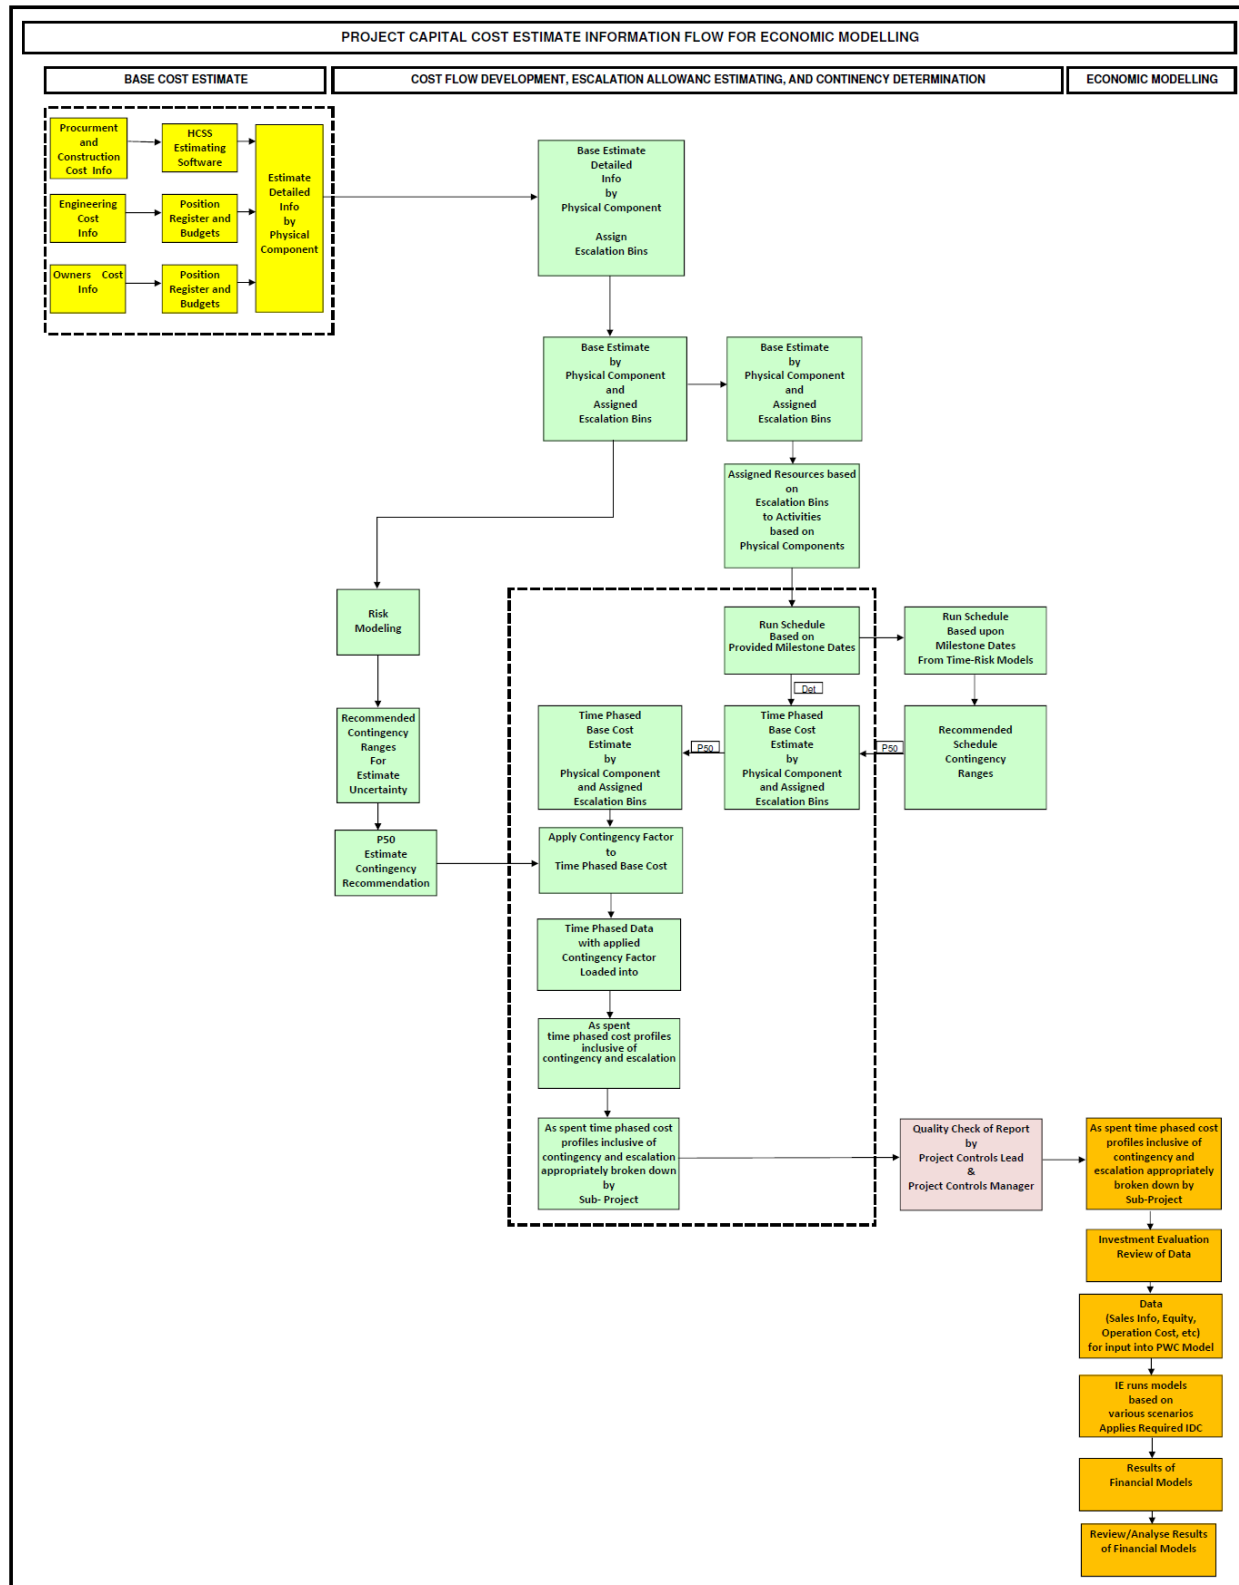 PROJECT CAPITAL COST ESTIMATE INFORMATION FLOW FOR ECONOMIC MODELLING
BASE COST ESTIMATE
COST FLOW DEVELOPMENT, ESCALATION ALLOWANC ESTIMATING, AND CONTINENCY DETERMINATION
ECONOMIC MODELLING
Procurment
and
Construction
Cost Info
HCSS
Estimating
Software
Estimate
Detailed
Info
by
Physical
Component
Engineering
Cost
Info
Position
Register and
Budgets
Owners Cost
Info
Position
Register and
Budgets
Base Estimate
Detailed
Info
by
Physical Component
Assign
Escalation Bins
Base Estimate
by
Physical Component
and
Assigned
Escalation Bins
Base Estimate
by
Physical Component
and
Assigned
Escalation Bins
Assigned Resources based
on
Escalation Bins
to Activities
based on
Physical Components
Risk
Modeling
Run Schedule
Based on
Provided Milestone Dates
Run Schedule
Based upon
Milestone Dates
From Time-Risk Models
Det
Recommended
Contingency
Ranges
For
Estimate
Uncertainty
Time Phased
Base Cost
Estimate
by
Physical Component
and Assigned
Escalation Bins
P50
Time Phased
Base Cost
Estimate
by
Physical Component
and Assigned
Escalation Bins
P50
Recommended
Schedule
Contingency
Ranges
P50
Estimate
Contingency
Recommendation
Apply Contingency Factor
to
Time Phased Base Cost
Time Phased Data
with applied
Contingency Factor
Loaded into
As spent
time phased cost profiles
inclusive of
contingency and escalation
As spent time phased cost
profiles inclusive of
contingency and escalation
appropriately broken down
by
Sub- Project
Quality Check of Report
by
Project Controls Lead
&
Project Controls Manager
As spent time phased cost
profiles inclusive of
contingency and
escalation appropriately
broken down by
Sub-Project
Investment Evaluation
Review of Data
Data
(Sales Info, Equity,
Operation Cost, etc)
for input into PWC Model
IE runs models
based on
various scenarios
Applies Required IDC
Results of
Financial Models
Review/Analyse Results
of Financial Models